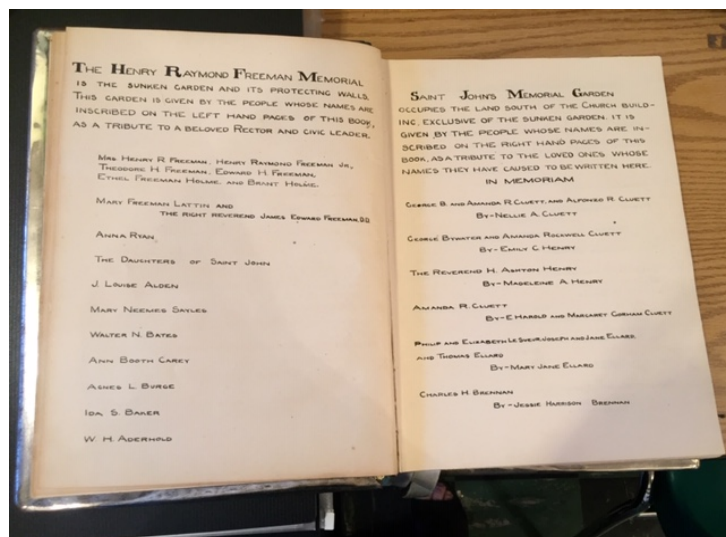 THE HENRY RAYMOND FREEMAN MEMORIAL
IS THE SUNKEN GARDEN AND ITS PROTECTING WALLS.
THIS GARDEN IS GIVEN BY THE PEOPLE WHOSE NAMES ARE
INSCRIBED ON THE LEFT HAND PAGES OF THIS BOOK,
AS A TRIBUTE TO A BELOVED RECTOR AND CIVIC LEADER.
MRS HENRY R. FREEMAN, HENRY RAYMOND FREEMAN JR.,
THEODORE H. FREEMAN, EDWARD H. FREEMAN,
ETHEL FREEMAN HOLME, AND BRANT HOLME.
MARY FREEMAN LATTIN AND
THE RIGHT REVEREND JAMES EDWARD FREEMAN, D.D.
ANNA RYAN
THE DAUGHTERS OF SAINT JOHN
J. LOUISE ALDEN
MARY NEEMES SAYLES
WALTER N. BATES
ANN BOOTH CAREY
AGNES L. BURGE
IDA S. BAKER
W. H. ADERHOLD
SAINT JOHN'S MEMORIAL GARDEN
OCCUPIES THE LAND SOUTH OF THE CHURCH BUILD-
ING, EXCLUSIVE OF THE SUNKEN GARDEN. IT IS
GIVEN BY THE PEOPLE WHOSE NAMES ARE IN-
SCRIBED ON THE RIGHT HAND PAGES OF THIS
BOOK, AS A TRIBUTE TO THE LOVED ONES WHOSE
NAMES THEY HAVE CAUSED TO BE WRITTEN HERE.
IN MEMORIAM
GEORGE B. AND AMANDA R. CLUETT, AND ALFONZO R. CLUETT
BY-NELLIE A. CLUETT
GEORGE BYWATER AND AMANDA ROCKWELL CLUETT
BY-EMILY C HENRY
THE REVEREND H. ASHTON HENRY
BY-MADELEINE A. HENRY
AMANDA R. CLUETT
BY-E HAROLD AND MARGARET CORHAM CLUETT
PHILIP AND ELIZABETH LE SUEUR, JOSEPH AND JANE ELLARD,
AND THOMAS ELLARD
BY-MARY JANE ELLARD
CHARLES H. BRENNAN
BY-JESSIE HARRISON BRENNAN